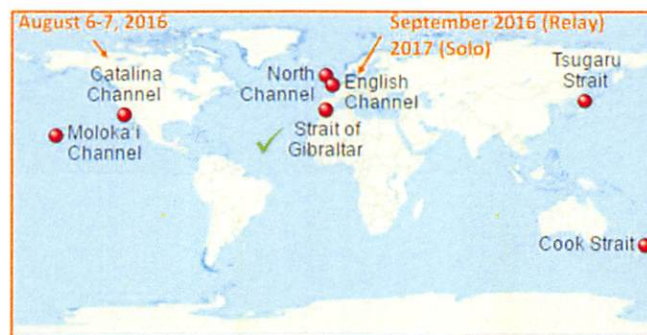 August 6-7, 2016
September 2016 (Relay)
2017 (Solo)
Catalina
Channel
North
Channel
English
Channel
Tsugaru
Strait
Moloka'i
Channel
Strait of
Gibraltar
Cook Strait